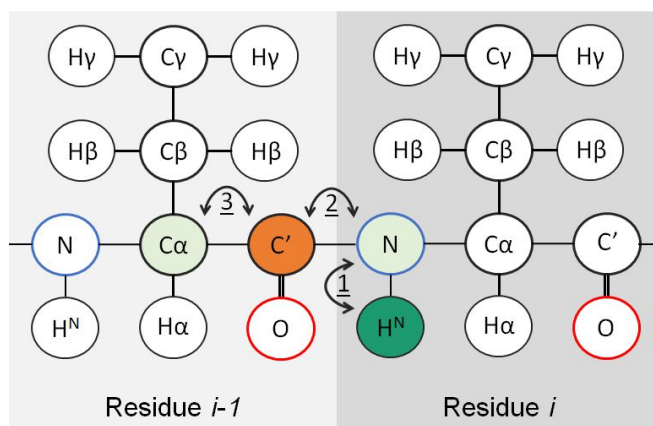 Hγ Cγ Hγ Hγ Cγ Hγ
Hβ Cβ Hβ Hβ Cβ Hβ
3 2
N Cα C’ N Cα C’
1
Hᴺ Hα O Hᴺ Hα O
Residue i-1 Residue i